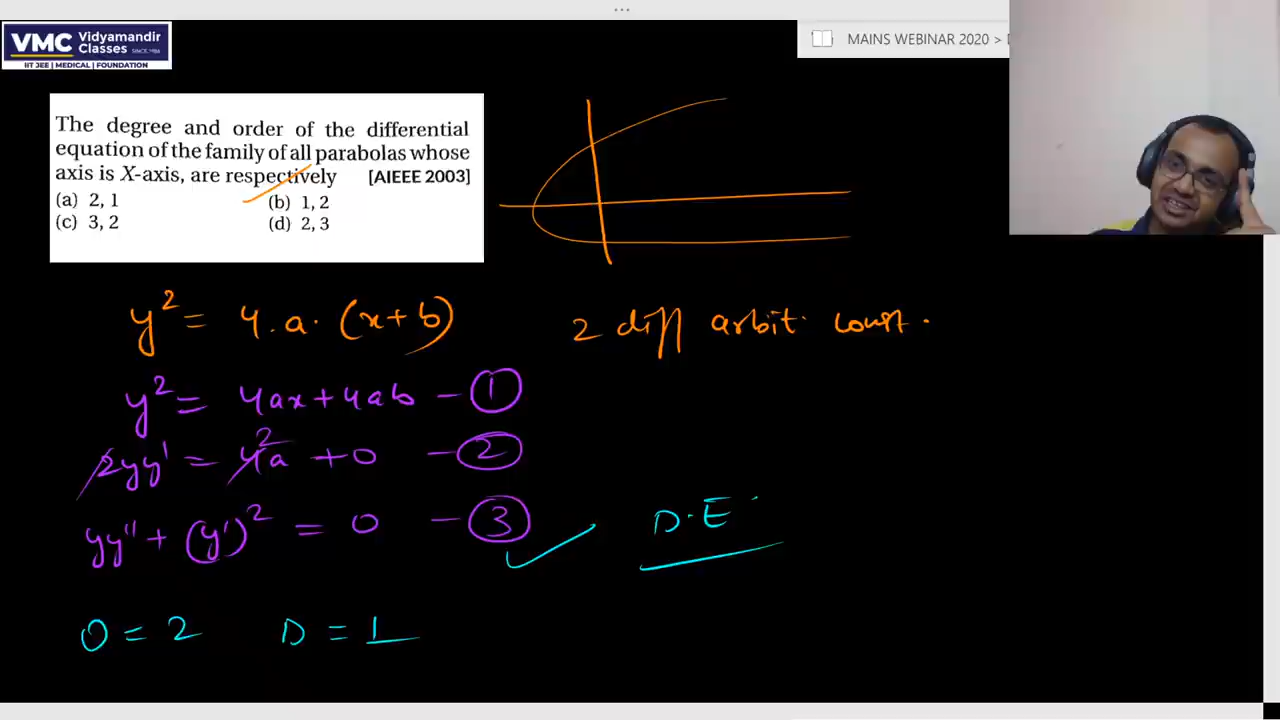 VMC Vidyamandir Classes SINCE 1986
IIT JEE | MEDICAL | FOUNDATION
MAINS WEBINAR 2020 >
The degree and order of the differential
equation of the family of all parabolas whose
axis is X-axis, are respectively [AIEEE 2003]
(a) 2, 1 (b) 1, 2
(c) 3, 2 (d) 2, 3
y² = 4.a.(x+b) 2 diff arbit. const.
y² = 4ax + 4ab - ①
2yy' = 4²a + 0 - ②
yy'' + (y')² = 0 - ③ D.E.
O = 2 D = 1